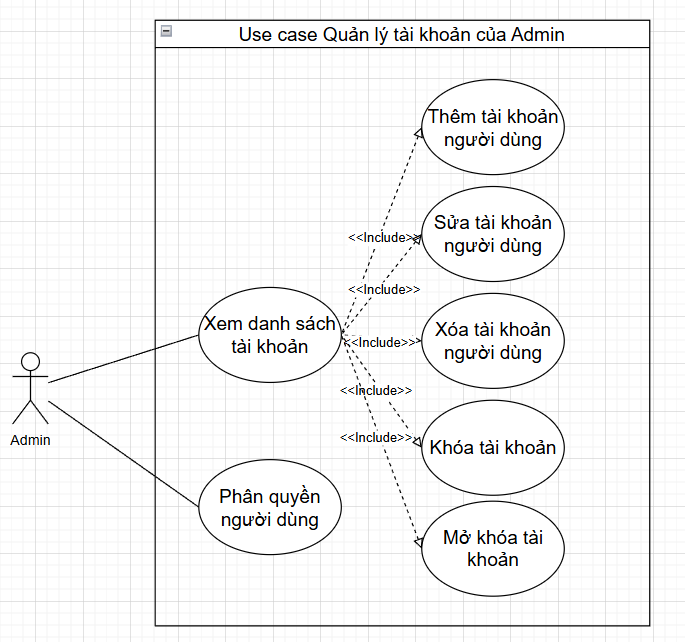 Use case Quản lý tài khoản của Admin
Thêm tài khoản
người dùng
<<Include>>
Sửa tài khoản
người dùng
<<Include>>
Xem danh sách
tài khoản
<<Include>>
Xóa tài khoản
người dùng
<<Include>>
Khóa tài khoản
<<Include>>
Admin
Phân quyền
người dùng
Mở khóa tài
khoản